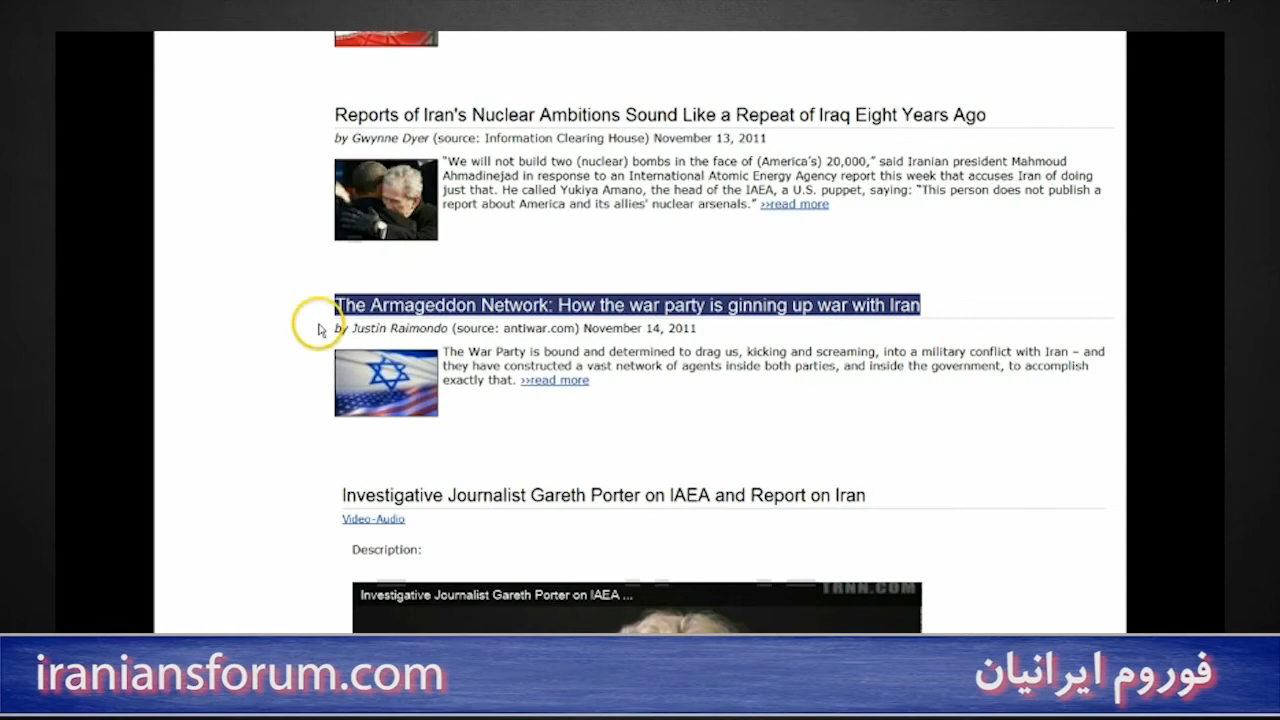 Reports of Iran's Nuclear Ambitions Sound Like a Repeat of Iraq Eight Years Ago
by Gwynne Dyer (source: Information Clearing House) November 13, 2011
“We will not build two (nuclear) bombs in the face of (America’s) 20,000,” said Iranian president Mahmoud
Ahmadinejad in response to an International Atomic Energy Agency report this week that accuses Iran of doing
just that. He called Yukiya Amano, the head of the IAEA, a U.S. puppet, saying: “This person does not publish a
report about America and its allies' nuclear arsenals.” >>read more
The Armageddon Network: How the war party is ginning up war with Iran
by Justin Raimondo (source: antiwar.com) November 14, 2011
The War Party is bound and determined to drag us, kicking and screaming, into a military conflict with Iran – and
they have constructed a vast network of agents inside both parties, and inside the government, to accomplish
exactly that. >>read more
Investigative Journalist Gareth Porter on IAEA and Report on Iran
Video-Audio
Description:
TRNN.COM
Investigative Journalist Gareth Porter on IAEA ...
iraniansforum.com
فوروم ایرانیان